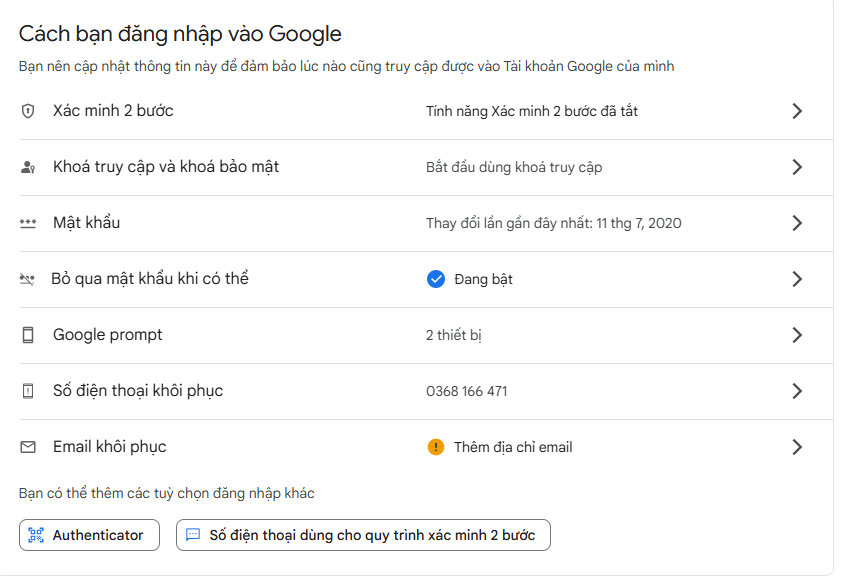 Cách bạn đăng nhập vào Google
Bạn nên cập nhật thông tin này để đảm bảo lúc nào cũng truy cập được vào Tài khoản Google của mình
Xác minh 2 bước
Tính năng Xác minh 2 bước đã tắt
Khoá truy cập và khoá bảo mật
Bắt đầu dùng khoá truy cập
Mật khẩu
Thay đổi lần gần đây nhất: 11 thg 7, 2020
Bỏ qua mật khẩu khi có thể
Đang bật
Google prompt
2 thiết bị
Số điện thoại khôi phục
0368 166 471
Email khôi phục
Thêm địa chỉ email
Bạn có thể thêm các tuỳ chọn đăng nhập khác
Authenticator
Số điện thoại dùng cho quy trình xác minh 2 bước